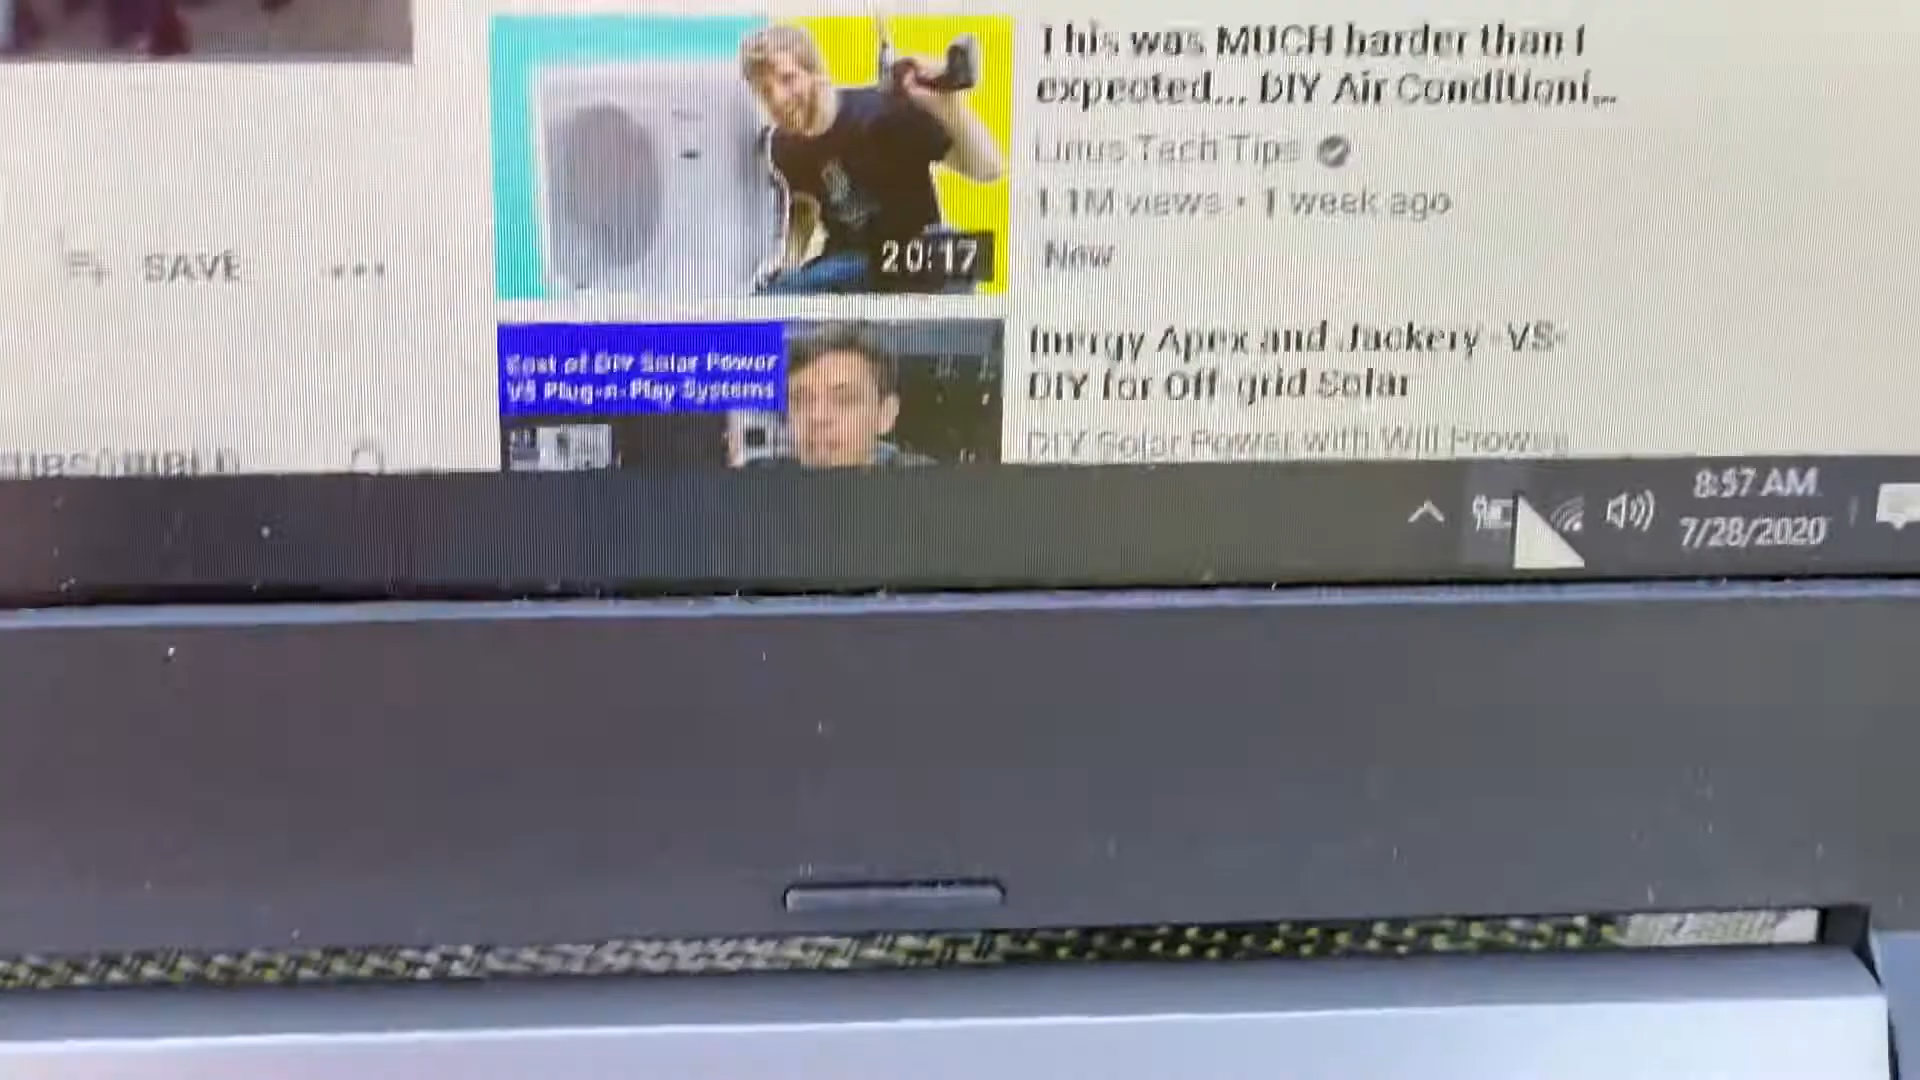 This was MUCH harder than I
expected... DIY Air Conditioni...
Linus Tech Tips
1.1M views • 1 week ago
New
20:17
SAVE
Cost of DIY Solar Power
VS Plug-n-Play Systems
Inergy Apex and Jackery -VS-
DIY for Off-grid Solar
DIY Solar Power with Will Prowse
8:57 AM
7/28/2020